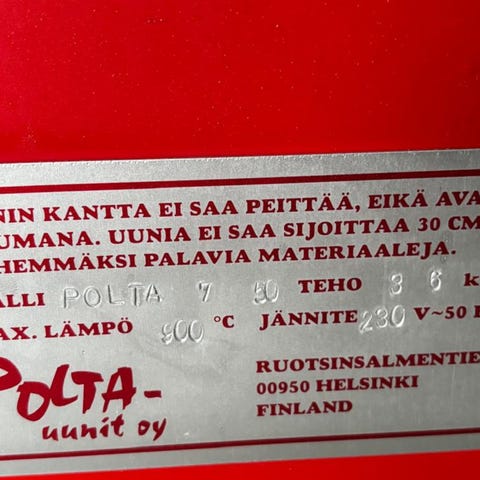 NIN KANTTA EI SAA PEITTÄÄ, EIKÄ AVA
UMANA. UUNIA EI SAA SIJOITTAA 30 CM
HEMMÄKSI PALAVIA MATERIAALEJA.
ALLI POLTA 7 50 TEHO 3 6 k
AX. LÄMPÖ 900 °C JÄNNITE 230 V~50
POLTA-
uunit oy
RUOTSINSALMENTIE
00950 HELSINKI
FINLAND